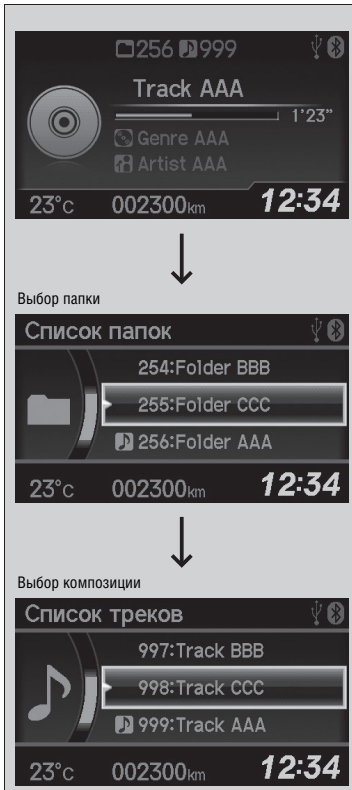 256 999
Track AAA
1'23"
Genre AAA
Artist AAA
23°C 002300km 12:34
Выбор папки
Список папок
254:Folder BBB
255:Folder CCC
256:Folder AAA
23°C 002300km 12:34
Выбор композиции
Список треков
997:Track BBB
998:Track CCC
999:Track AAA
23°C 002300km 12:34